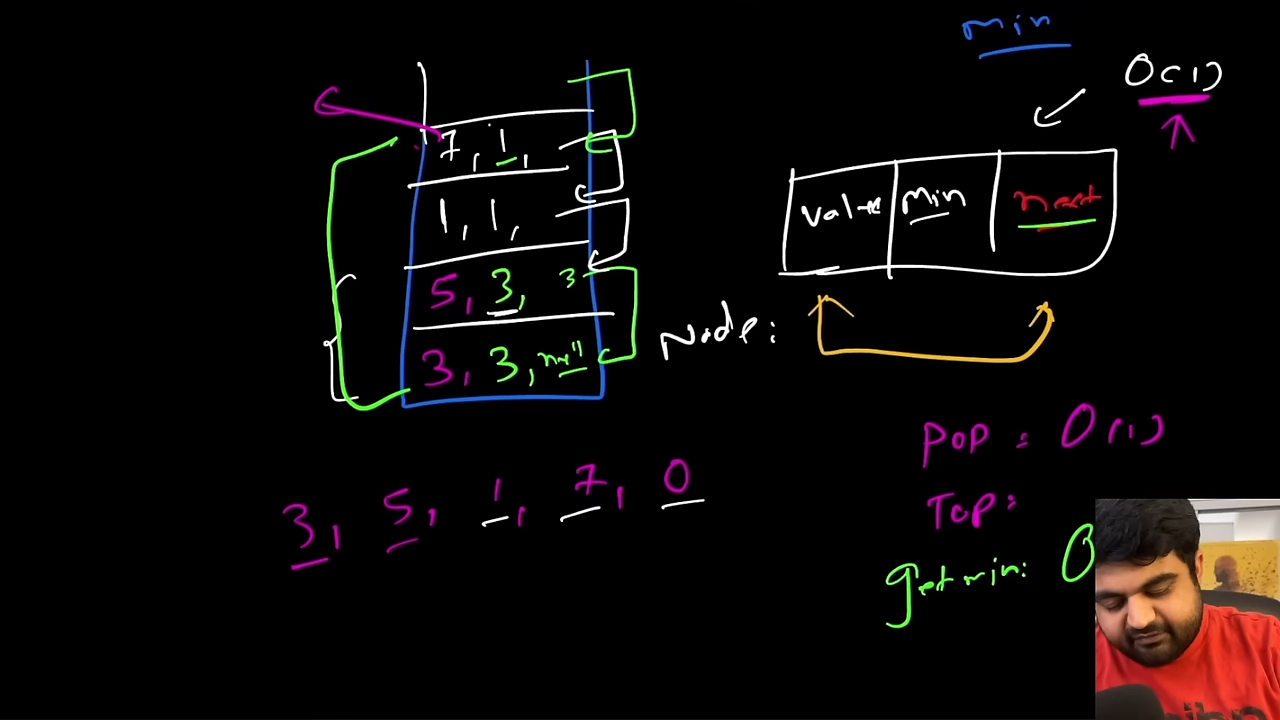 min
O(1)
7, 1,
1, 1,
5, 3, 3
3, 3, null
value min next
Node:
3, 5, 1, 7, 0
pop : O(1)
Top:
getmin: O